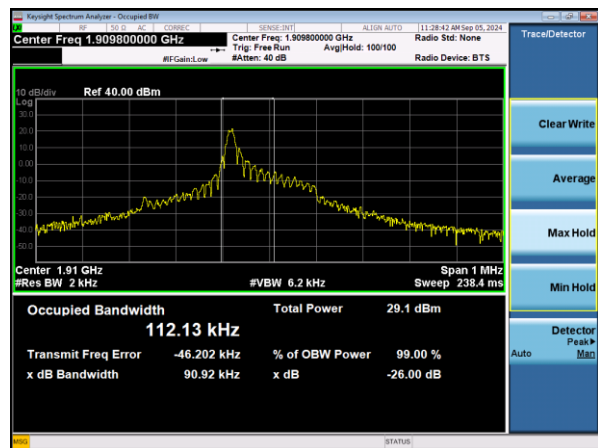 Keysight Spectrum Analyzer - Occupied BW
RF 50 Ω AC CORREC SENSE:INT ALIGN AUTO 11:28:42 AM Sep 05, 2024
Center Freq 1.909800000 GHz
Center Freq: 1.909800000 GHz
Radio Std: None
Trig: Free Run Avg|Hold: 100/100
#IFGain:Low
#Atten: 40 dB
Radio Device: BTS
Trace/Detector
10 dB/div Ref 40.00 dBm
Log
30.0
20.0
10.0
0.00
-10.0
-20.0
-30.0
-40.0
-50.0
Clear Write
Average
Max Hold
Min Hold
Detector
Peak▶
Auto Man
Center 1.91 GHz
Span 1 MHz
#Res BW 2 kHz
#VBW 6.2 kHz
Sweep 238.4 ms
Occupied Bandwidth
Total Power 29.1 dBm
112.13 kHz
Transmit Freq Error -46.202 kHz
% of OBW Power 99.00 %
x dB Bandwidth 90.92 kHz
x dB -26.00 dB
MSG
STATUS